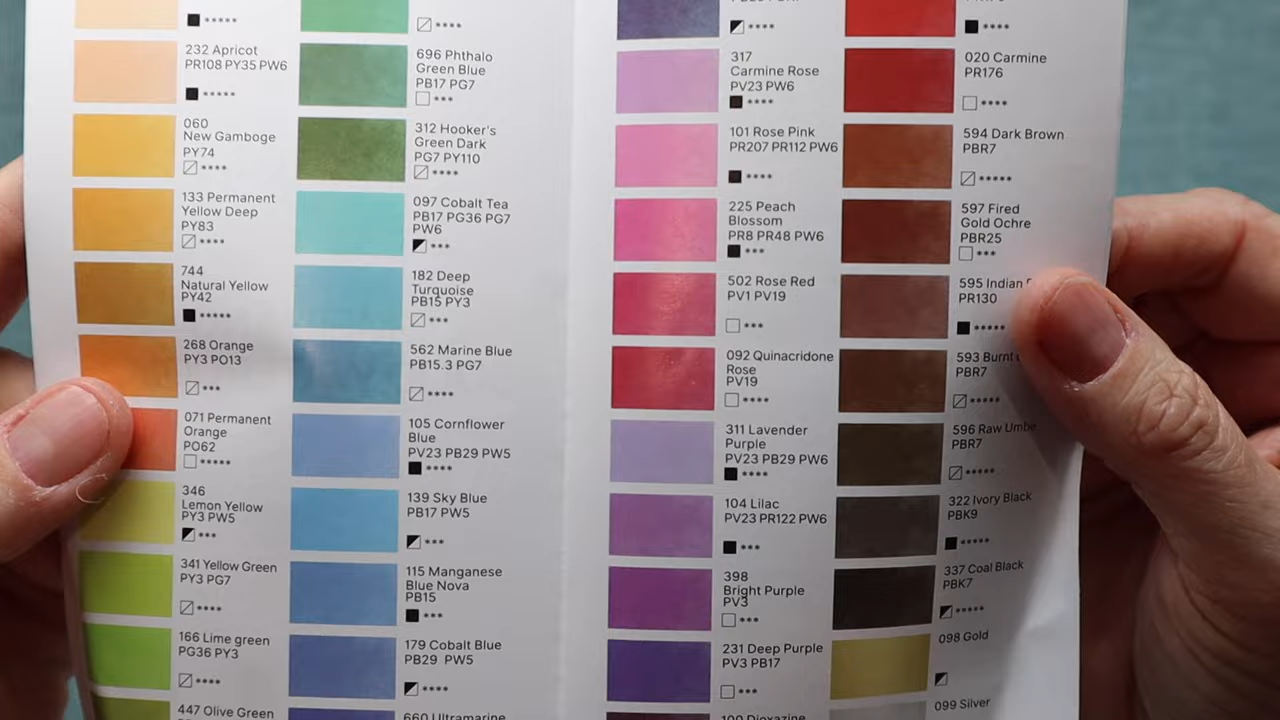 *****
232 Apricot
PR108 PY35 PW6
*****
060
New Gamboge
PY74
****
133 Permanent
Yellow Deep
PY83
****
744
Natural Yellow
PY42
*****
268 Orange
PY3 PO13
***
071 Permanent
Orange
PO62
*****
346
Lemon Yellow
PY3 PW5
***
341 Yellow Green
PY3 PG7
****
166 Lime green
PG36 PY3
****
447 Olive Green
****
696 Phthalo
Green Blue
PB17 PG7
***
312 Hooker's
Green Dark
PG7 PY110
****
097 Cobalt Tea
PB17 PG36 PG7
PW6
***
182 Deep
Turquoise
PB15 PY3
***
562 Marine Blue
PB15.3 PG7
****
105 Cornflower
Blue
PV23 PB29 PW5
****
139 Sky Blue
PB17 PW5
***
115 Manganese
Blue Nova
PB15
***
179 Cobalt Blue
PB29 PW5
****
660 Ultramarine
****
317
Carmine Rose
PV23 PW6
****
101 Rose Pink
PR207 PR112 PW6
****
225 Peach
Blossom
PR8 PR48 PW6
***
502 Rose Red
PV1 PV19
***
092 Quinacridone
Rose
PV19
****
311 Lavender
Purple
PV23 PB29 PW6
****
104 Lilac
PV23 PR122 PW6
***
398
Bright Purple
PV3
***
231 Deep Purple
PV3 PB17
***
100 Dioxazine
****
020 Carmine
PR176
****
594 Dark Brown
PBR7
*****
597 Fired
Gold Ochre
PBR25
***
595 Indian
PR130
*****
593 Burnt
PBR7
*****
596 Raw Umbe
PBR7
*****
322 Ivory Black
PBK9
*****
337 Coal Black
PBK7
*****
098 Gold
099 Silver